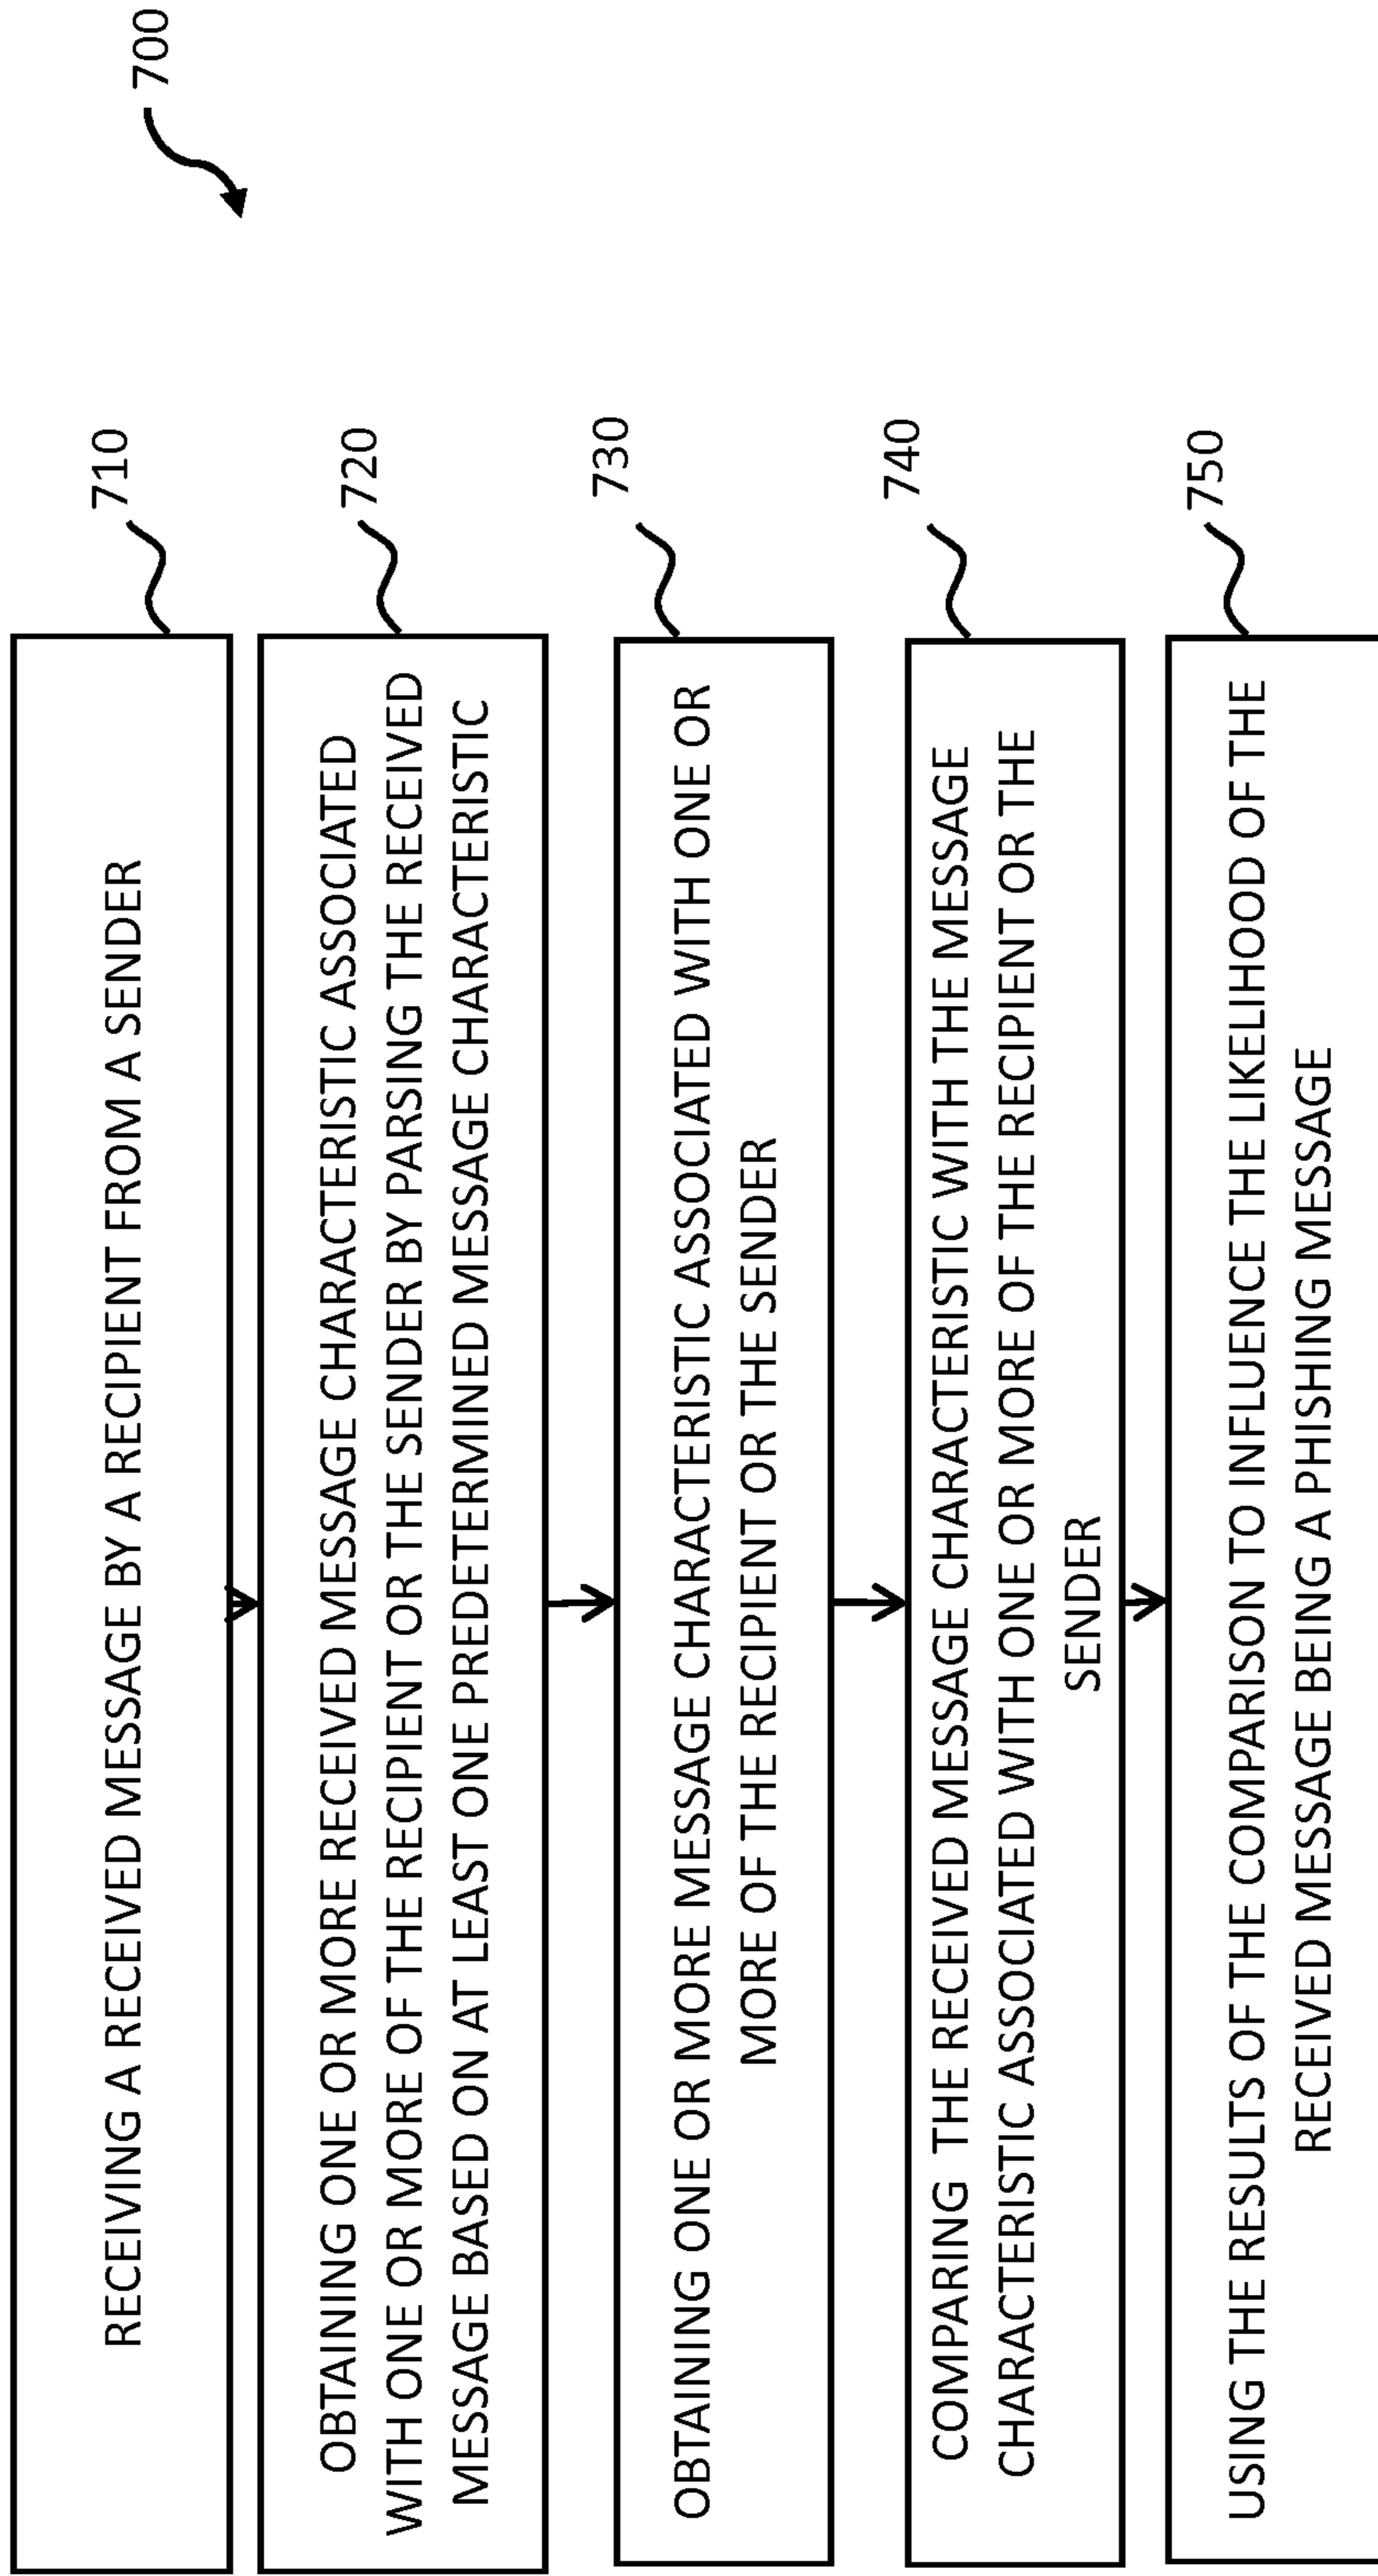 700
710
RECEIVING A RECEIVED MESSAGE BY A RECIPIENT FROM A SENDER
720
OBTAINING ONE OR MORE RECEIVED MESSAGE CHARACTERISTIC ASSOCIATED
WITH ONE OR MORE OF THE RECIPIENT OR THE SENDER BY PARSING THE RECEIVED
MESSAGE BASED ON AT LEAST ONE PREDETERMINED MESSAGE CHARACTERISTIC
730
OBTAINING ONE OR MORE MESSAGE CHARACTERISTIC ASSOCIATED WITH ONE OR
MORE OF THE RECIPIENT OR THE SENDER
740
COMPARING THE RECEIVED MESSAGE CHARACTERISTIC WITH THE MESSAGE
CHARACTERISTIC ASSOCIATED WITH ONE OR MORE OF THE RECIPIENT OR THE
SENDER
750
USING THE RESULTS OF THE COMPARISON TO INFLUENCE THE LIKELIHOOD OF THE
RECEIVED MESSAGE BEING A PHISHING MESSAGE